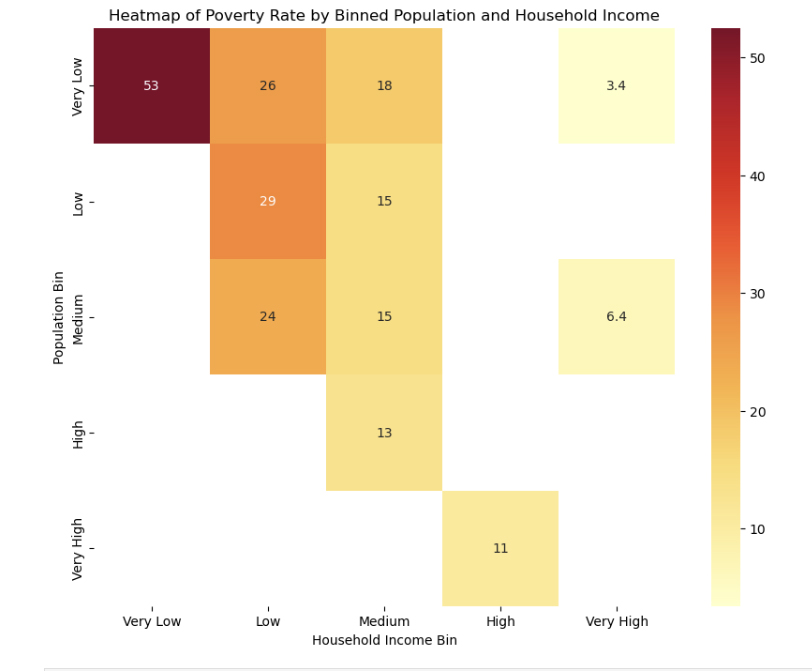 Heatmap of Poverty Rate by Binned Population and Household Income
Very Low
53
26
18
3.4
Low
29
15
Medium
24
15
6.4
High
13
Very High
11
Population Bin
Very Low
Low
Medium
High
Very High
Household Income Bin
50
40
30
20
10